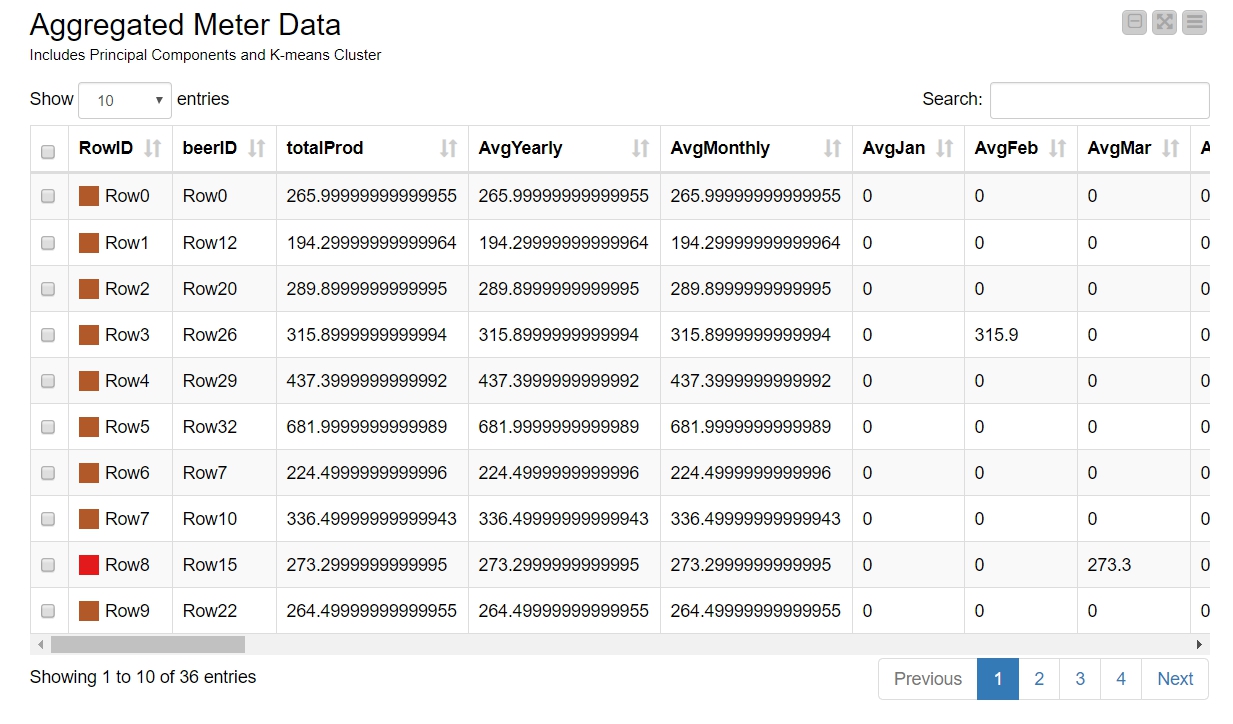 Aggregated Meter Data
Includes Principal Components and K-means Cluster
Show 10 entries Search:
RowID beerID totalProd AvgYearly AvgMonthly AvgJan AvgFeb AvgMar A
Row0 Row0 265.99999999999955 265.99999999999955 265.99999999999955 0 0 0 0
Row1 Row12 194.29999999999964 194.29999999999964 194.29999999999964 0 0 0 0
Row2 Row20 289.8999999999995 289.8999999999995 289.8999999999995 0 0 0 0
Row3 Row26 315.8999999999994 315.8999999999994 315.8999999999994 0 315.9 0 0
Row4 Row29 437.3999999999992 437.3999999999992 437.3999999999992 0 0 0 0
Row5 Row32 681.9999999999989 681.9999999999989 681.9999999999989 0 0 0 0
Row6 Row7 224.4999999999996 224.4999999999996 224.4999999999996 0 0 0 0
Row7 Row10 336.49999999999943 336.49999999999943 336.49999999999943 0 0 0 0
Row8 Row15 273.2999999999995 273.2999999999995 273.2999999999995 0 0 273.3 0
Row9 Row22 264.49999999999955 264.49999999999955 264.49999999999955 0 0 0 0
Showing 1 to 10 of 36 entries Previous 1 2 3 4 Next